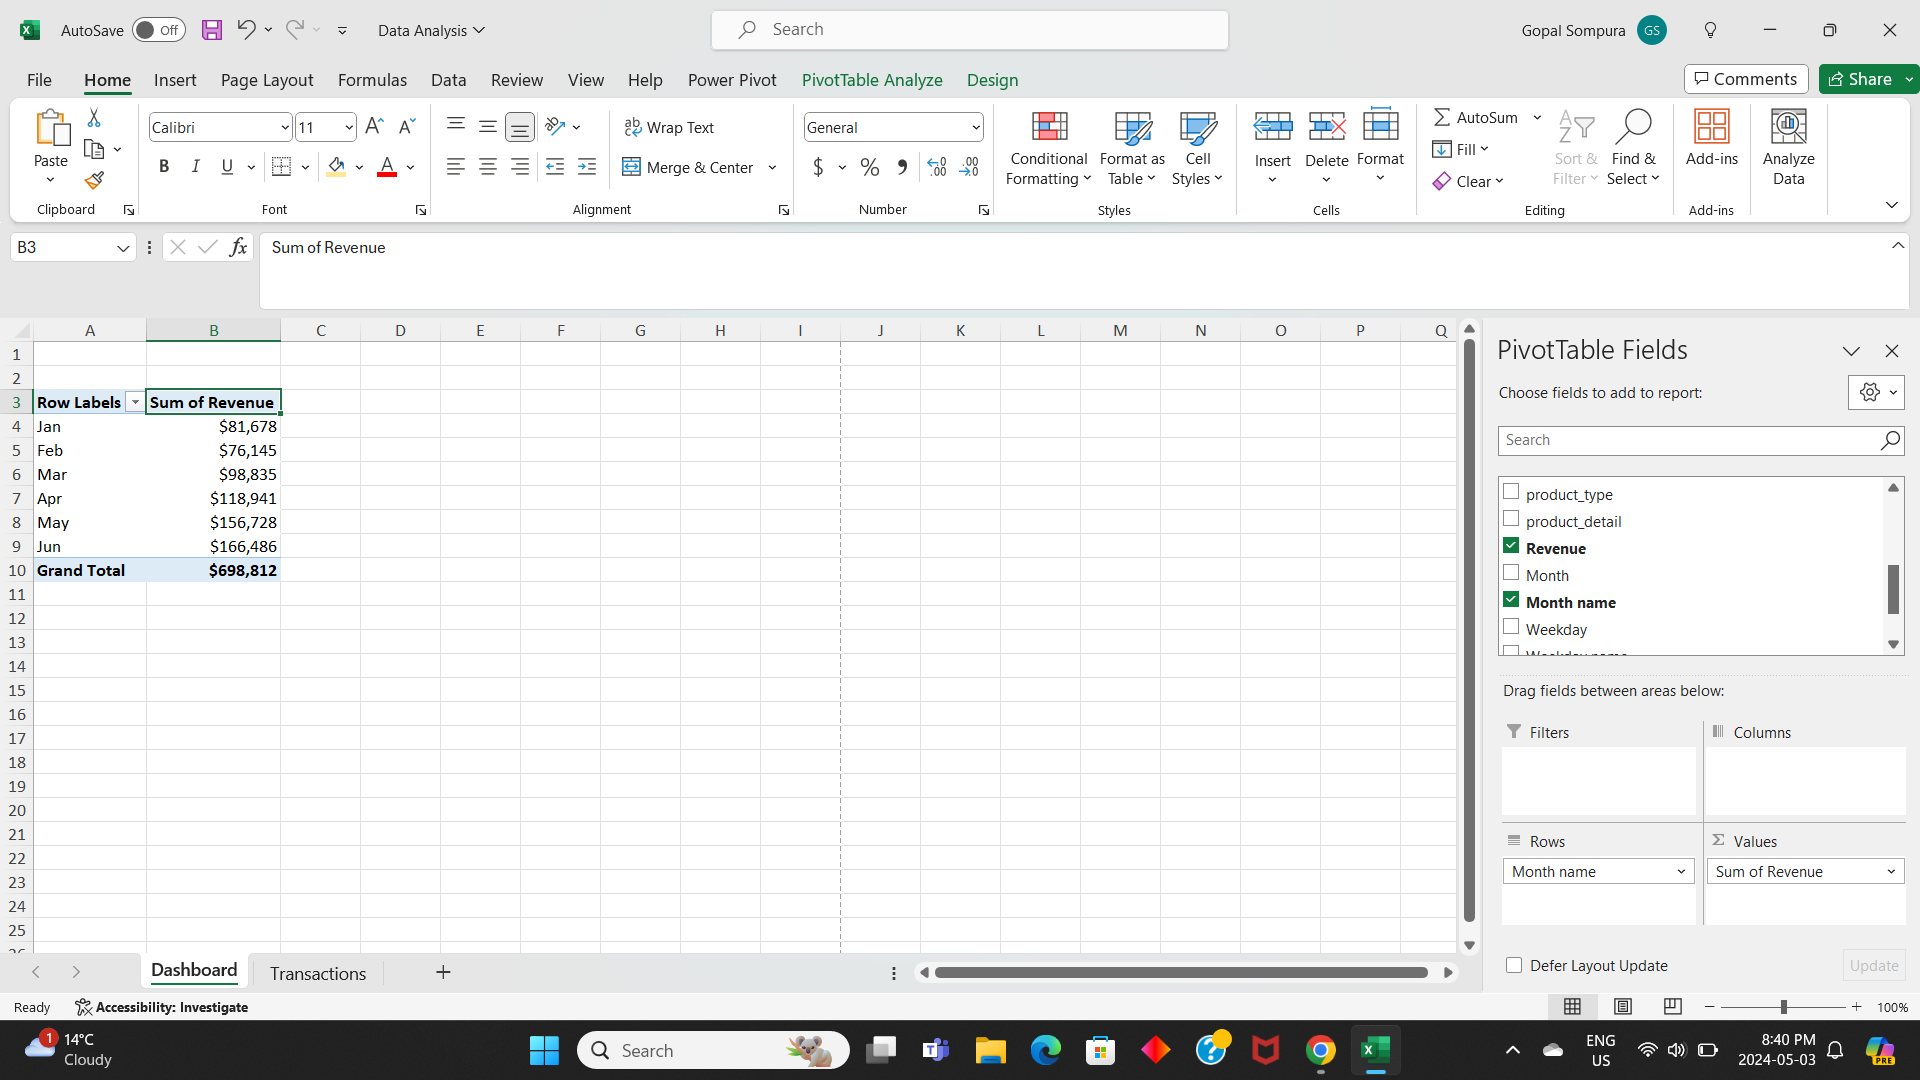 AutoSave Off Data Analysis Search Gopal Sompura GS
File Home Insert Page Layout Formulas Data Review View Help Power Pivot PivotTable Analyze Design Comments Share
Paste
Clipboard
Calibri 11
B I U A
Font
Wrap Text
Merge & Center
Alignment
General
$ % .00
Number
Conditional Formatting
Format as Table
Cell Styles
Styles
Insert Delete Format
Cells
AutoSum
Fill
Clear
Sort & Filter
Find & Select
Editing
Add-ins
Add-ins
Analyze Data
B3 fx Sum of Revenue
A B C D E F G H I J K L M N O P Q
1
2
3 Row Labels Sum of Revenue
4 Jan $81,678
5 Feb $76,145
6 Mar $98,835
7 Apr $118,941
8 May $156,728
9 Jun $166,486
10 Grand Total $698,812
11
12
13
14
15
16
17
18
19
20
21
22
23
24
25
PivotTable Fields
Choose fields to add to report:
Search
product_type
product_detail
Revenue
Month
Month name
Weekday
Drag fields between areas below:
Filters Columns
Rows Values
Month name Sum of Revenue
Defer Layout Update Update
Dashboard Transactions
Ready Accessibility: Investigate 100%
1 14°C
Cloudy
Search
ENG
US
8:40 PM
2024-05-03
PRE